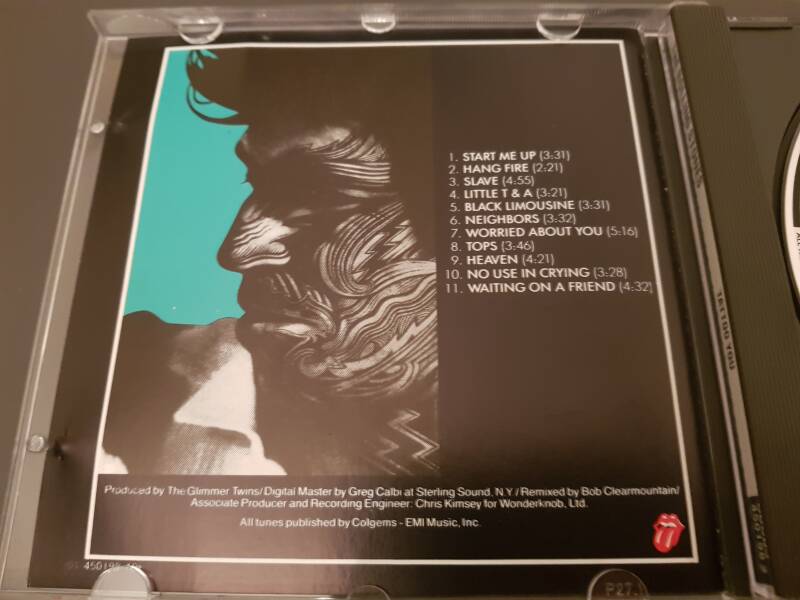 1. START ME UP (3:31)
2. HANG FIRE (2:21)
3. SLAVE (4:55)
4. LITTLE T & A (3:21)
5. BLACK LIMOUSINE (3:31)
6. NEIGHBORS (3:32)
7. WORRIED ABOUT YOU (5:16)
8. TOPS (3:46)
9. HEAVEN (4:21)
10. NO USE IN CRYING (3:28)
11. WAITING ON A FRIEND (4:32)
Produced by The Glimmer Twins/Digital Master by Greg Calbi at Sterling Sound, N.Y./Remixed by Bob Clearmountain/
Associate Producer and Recording Engineer: Chris Kimsey for Wonderknob, Ltd.
All tunes published by Colgems - EMI Music, Inc.
TATTOO YOU